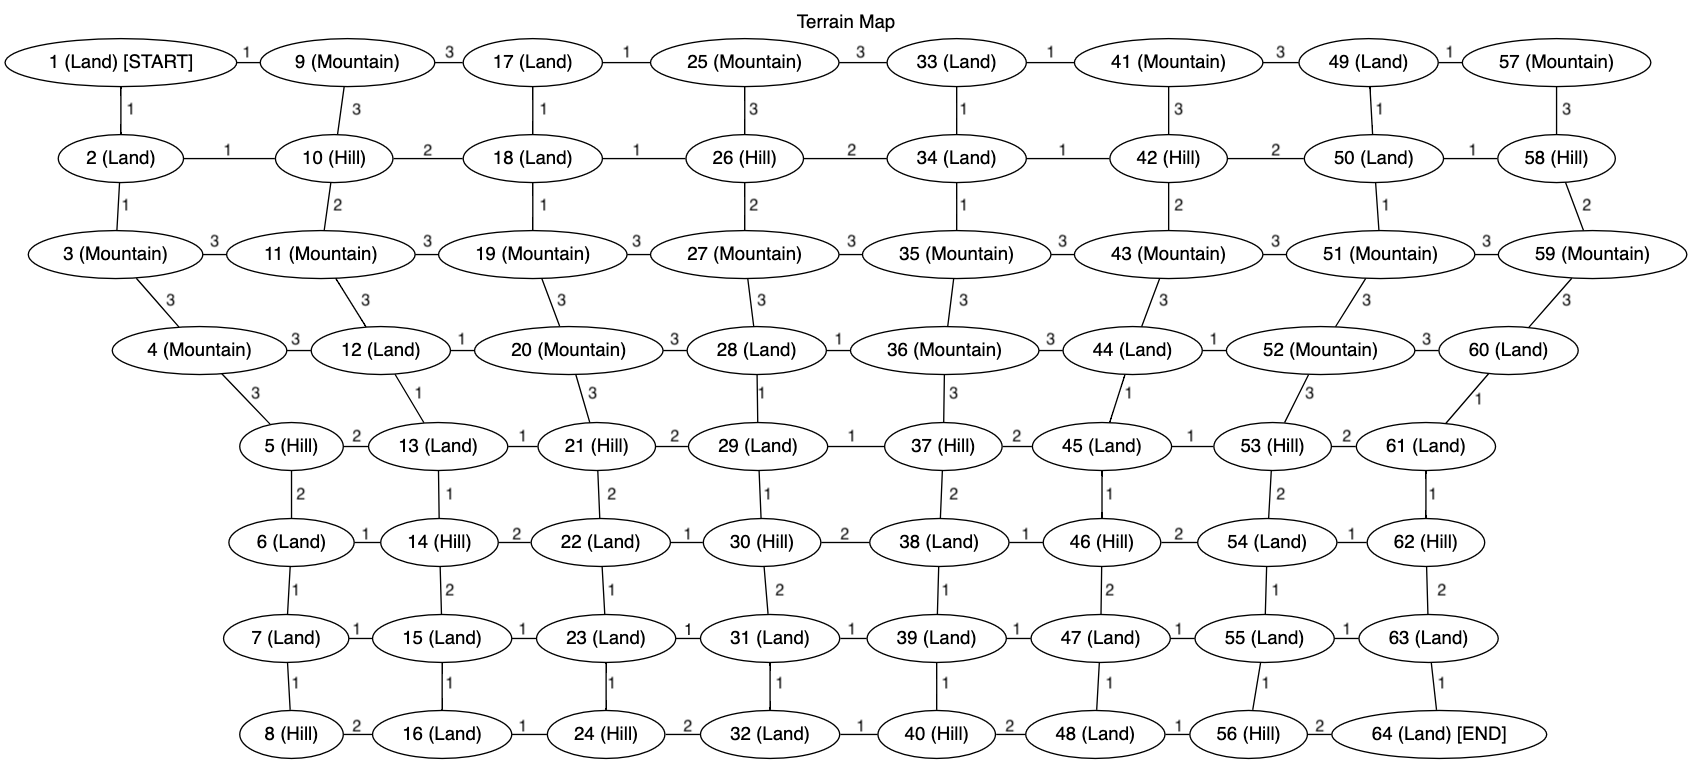 Terrain Map
1 (Land) [START] 1 9 (Mountain) 3 17 (Land) 1 25 (Mountain) 3 33 (Land) 1 41 (Mountain) 3 49 (Land) 1 57 (Mountain)
1 3 1 3 1 3 1 3
2 (Land) 1 10 (Hill) 2 18 (Land) 1 26 (Hill) 2 34 (Land) 1 42 (Hill) 2 50 (Land) 1 58 (Hill)
1 2 1 2 1 2 1 2
3 (Mountain) 3 11 (Mountain) 3 19 (Mountain) 3 27 (Mountain) 3 35 (Mountain) 3 43 (Mountain) 3 51 (Mountain) 3 59 (Mountain)
3 3 3 3 3 3 3 3
4 (Mountain) 3 12 (Land) 1 20 (Mountain) 3 28 (Land) 1 36 (Mountain) 3 44 (Land) 1 52 (Mountain) 3 60 (Land)
3 1 3 1 3 1 3 1
5 (Hill) 2 13 (Land) 1 21 (Hill) 2 29 (Land) 1 37 (Hill) 2 45 (Land) 1 53 (Hill) 2 61 (Land)
2 1 2 1 2 1 2 1
6 (Land) 1 14 (Hill) 2 22 (Land) 1 30 (Hill) 2 38 (Land) 1 46 (Hill) 2 54 (Land) 1 62 (Hill)
1 2 1 2 1 2 1 2
7 (Land) 1 15 (Land) 1 23 (Land) 1 31 (Land) 1 39 (Land) 1 47 (Land) 1 55 (Land) 1 63 (Land)
1 1 1 1 1 1 1 1
8 (Hill) 2 16 (Land) 1 24 (Hill) 2 32 (Land) 1 40 (Hill) 2 48 (Land) 1 56 (Hill) 2 64 (Land) [END]